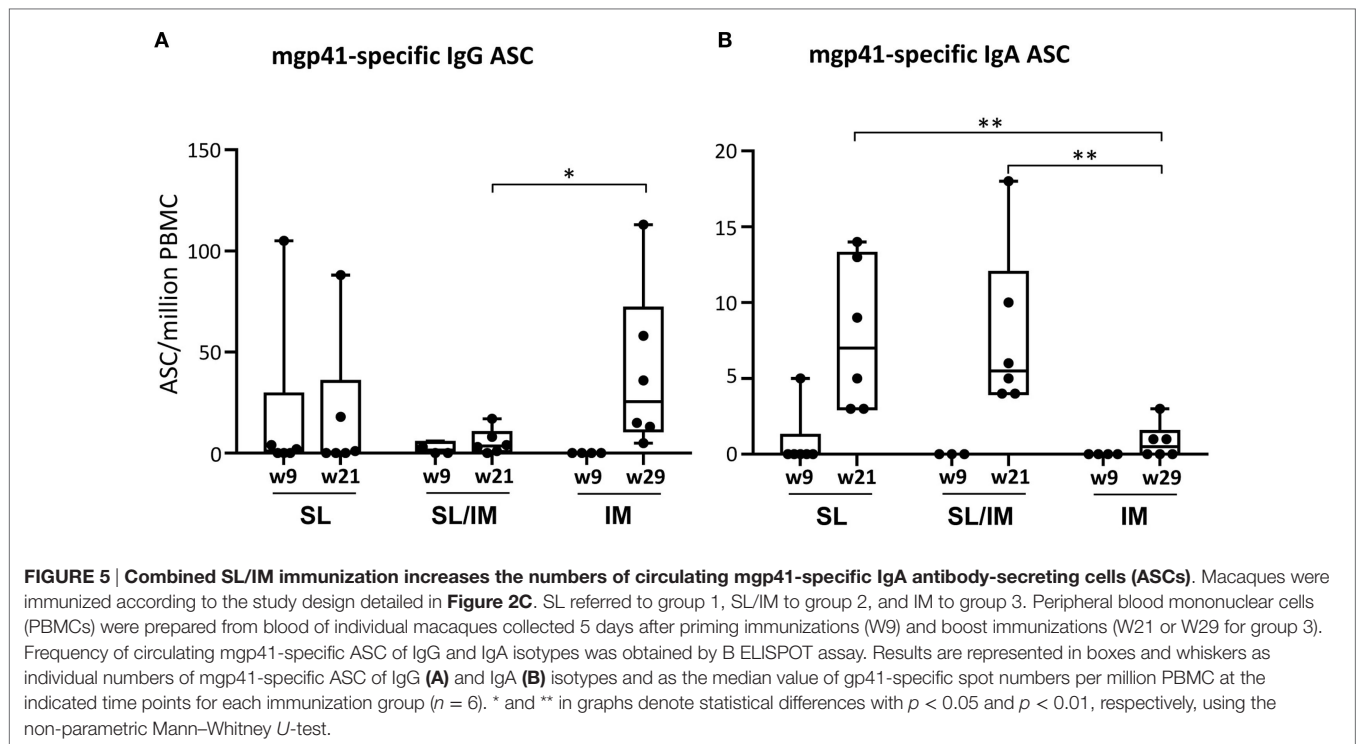 A
mgp41-specific IgG ASC
B
mgp41-specific IgA ASC
ASC/million PBMC
150
100
50
0
*
w9 w21 w9 w21 w9 w29
SL SL/IM IM
20
15
10
5
0
**
**
w9 w21 w9 w21 w9 w29
SL SL/IM IM
FIGURE 5 | Combined SL/IM immunization increases the numbers of circulating mgp41-specific IgA antibody-secreting cells (ASCs). Macaques were
immunized according to the study design detailed in Figure 2C. SL referred to group 1, SL/IM to group 2, and IM to group 3. Peripheral blood mononuclear cells
(PBMCs) were prepared from blood of individual macaques collected 5 days after priming immunizations (W9) and boost immunizations (W21 or W29 for group 3).
Frequency of circulating mgp41-specific ASC of IgG and IgA isotypes was obtained by B ELISPOT assay. Results are represented in boxes and whiskers as
individual numbers of mgp41-specific ASC of IgG (A) and IgA (B) isotypes and as the median value of gp41-specific spot numbers per million PBMC at the
indicated time points for each immunization group (n = 6). * and ** in graphs denote statistical differences with p < 0.05 and p < 0.01, respectively, using the
non-parametric Mann–Whitney U-test.